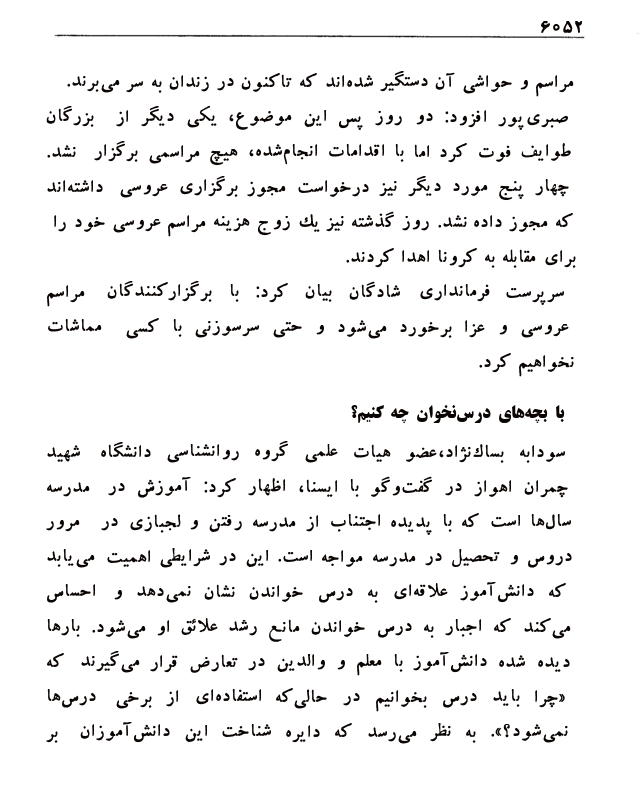 ۶۰۵۲
مراسم و حواشی آن دستگیر شده‌اند که تاکنون در زندان به سر می‌برند.
صبری‌پور افزود: دو روز پس این موضوع، یکی دیگر از بزرگان
طوایف فوت کرد اما با اقدامات انجام‌شده، هیچ مراسمی برگزار نشد.
چهار پنج مورد دیگر نیز درخواست مجوز برگزاری عروسی داشته‌اند
که مجوز داده نشد. روز گذشته نیز یك زوج هزینه مراسم عروسی خود را
برای مقابله به کرونا اهدا کردند.
سرپرست فرمانداری شادگان بیان کرد: با برگزارکنندگان مراسم
عروسی و عزا برخورد می‌شود و حتی سرسوزنی با کسی مماشات
نخواهیم کرد.
با بچه‌های درس‌نخوان چه کنیم؟
سودابه بساك‌نژاد،عضو هیات علمی گروه روانشناسی دانشگاه شهید
چمران اهواز در گفت‌وگو با ایسنا، اظهار کرد: آموزش در مدرسه
سال‌ها است که با پدیده اجتناب از مدرسه رفتن و لجبازی در مرور
دروس و تحصیل در مدرسه مواجه است. این در شرایطی اهمیت می‌یابد
که دانش‌آموز علاقه‌ای به درس خواندن نشان نمی‌دهد و احساس
می‌کند که اجبار به درس خواندن مانع رشد علائق او می‌شود. بارها
دیده شده دانش‌آموز با معلم و والدین در تعارض قرار می‌گیرند که
«چرا باید درس بخوانیم در حالی‌که استفاده‌ای از برخی درس‌ها
نمی‌شود؟». به نظر می‌رسد که دایره شناخت این دانش‌آموزان بر